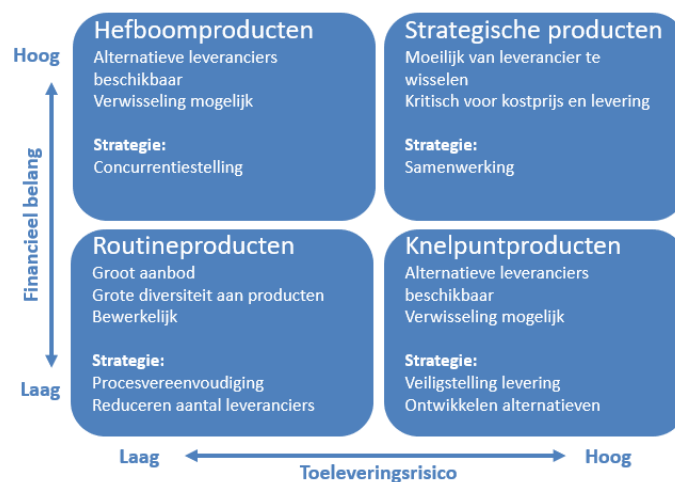 Hefboomproducten
Alternatieve leveranciers
beschikbaar
Verwisseling mogelijk
Strategie:
Concurrentiestelling
Strategische producten
Moeilijk van leverancier te
wisselen
Kritisch voor kostprijs en levering
Strategie:
Samenwerking
Hoog
Financieel belang
Laag
Routineproducten
Groot aanbod
Grote diversiteit aan producten
Bewerkelijk
Strategie:
Procesvereenvoudiging
Reduceren aantal leveranciers
Knelpuntproducten
Alternatieve leveranciers
beschikbaar
Verwisseling mogelijk
Strategie:
Veiligstelling levering
Ontwikkelen alternatieven
Laag
Toeleveringsrisico
Hoog